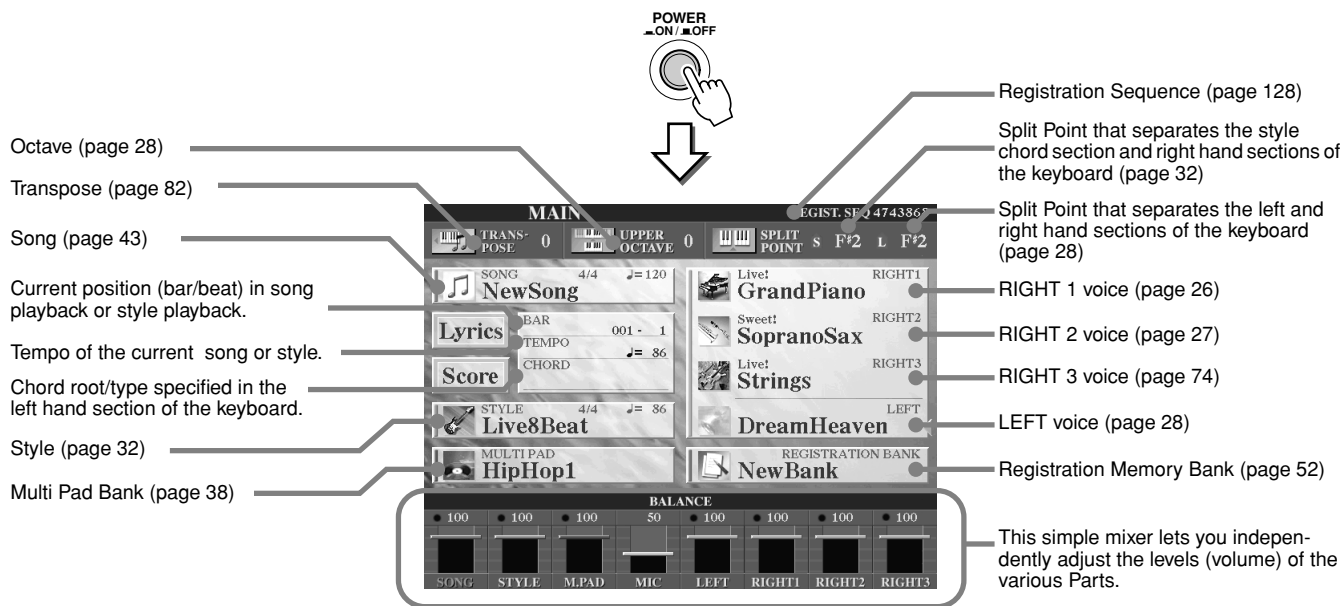 POWER
ON / OFF
Octave (page 28)
Transpose (page 82)
Song (page 43)
Current position (bar/beat) in song
playback or style playback.
Tempo of the current song or style.
Chord root/type specified in the
left hand section of the keyboard.
Style (page 32)
Multi Pad Bank (page 38)
MAIN
REGIST. SEQ 4743868
TRANS-
POSE 0
UPPER
OCTAVE 0
SPLIT
POINT S F♯2 L F♯2
SONG 4/4 ♩=120
NewSong
Lyrics
BAR
001 - 1
TEMPO
♩= 86
Score
CHORD
STYLE 4/4 ♩= 86
Live8Beat
MULTI PAD
HipHop1
Live! RIGHT1
GrandPiano
Sweet! RIGHT2
SopranoSax
Live! RIGHT3
Strings
LEFT
DreamHeaven
REGISTRATION BANK
NewBank
BALANCE
100 100 100 50 100 100 100 100
SONG STYLE M.PAD MIC LEFT RIGHT1 RIGHT2 RIGHT3
Registration Sequence (page 128)
Split Point that separates the style
chord section and right hand sections of
the keyboard (page 32)
Split Point that separates the left and
right hand sections of the keyboard
(page 28)
RIGHT 1 voice (page 26)
RIGHT 2 voice (page 27)
RIGHT 3 voice (page 74)
LEFT voice (page 28)
Registration Memory Bank (page 52)
This simple mixer lets you indepen-
dently adjust the levels (volume) of the
various Parts.